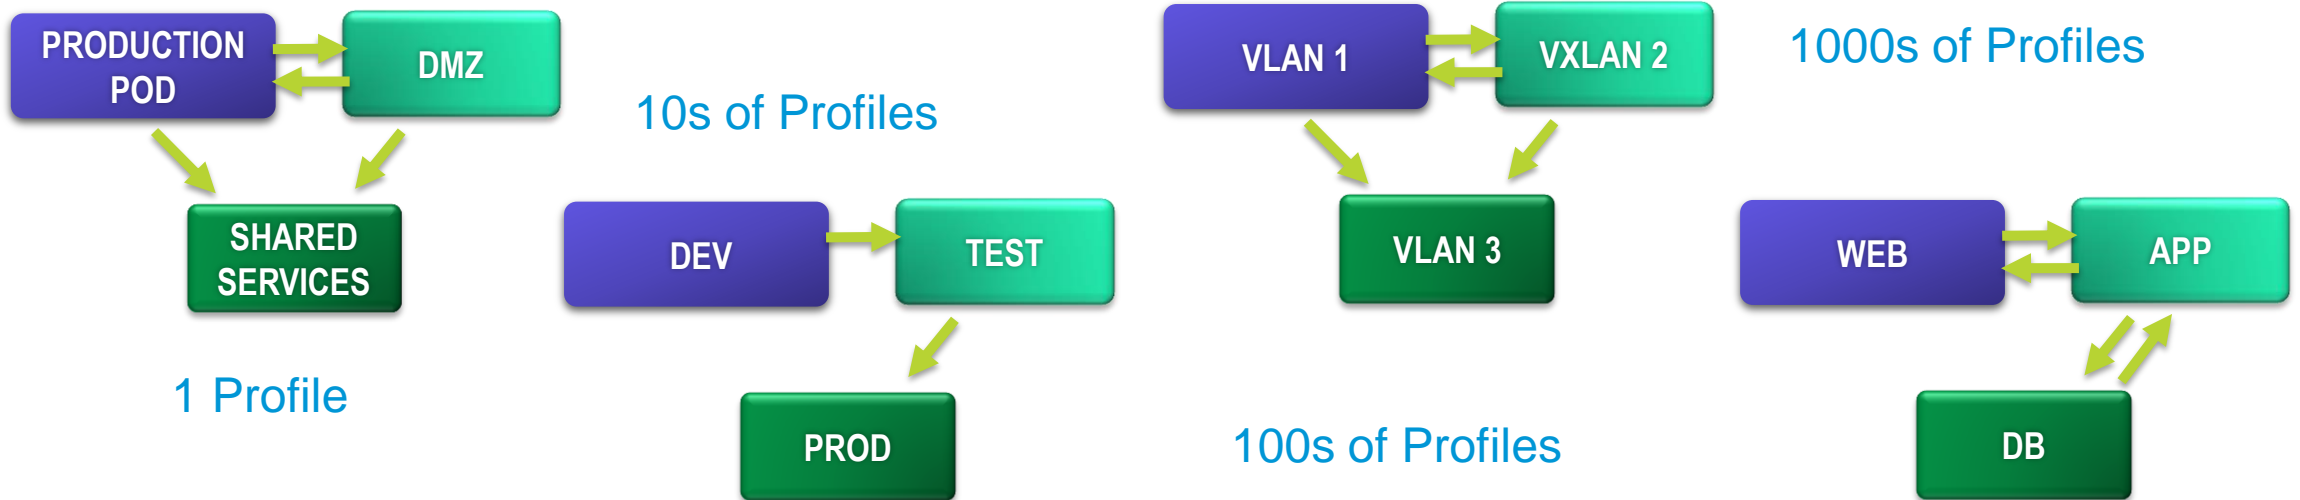 PRODUCTION
POD
DMZ
SHARED
SERVICES
1 Profile
10s of Profiles
DEV
TEST
PROD
VLAN 1
VXLAN 2
VLAN 3
100s of Profiles
1000s of Profiles
WEB
APP
DB